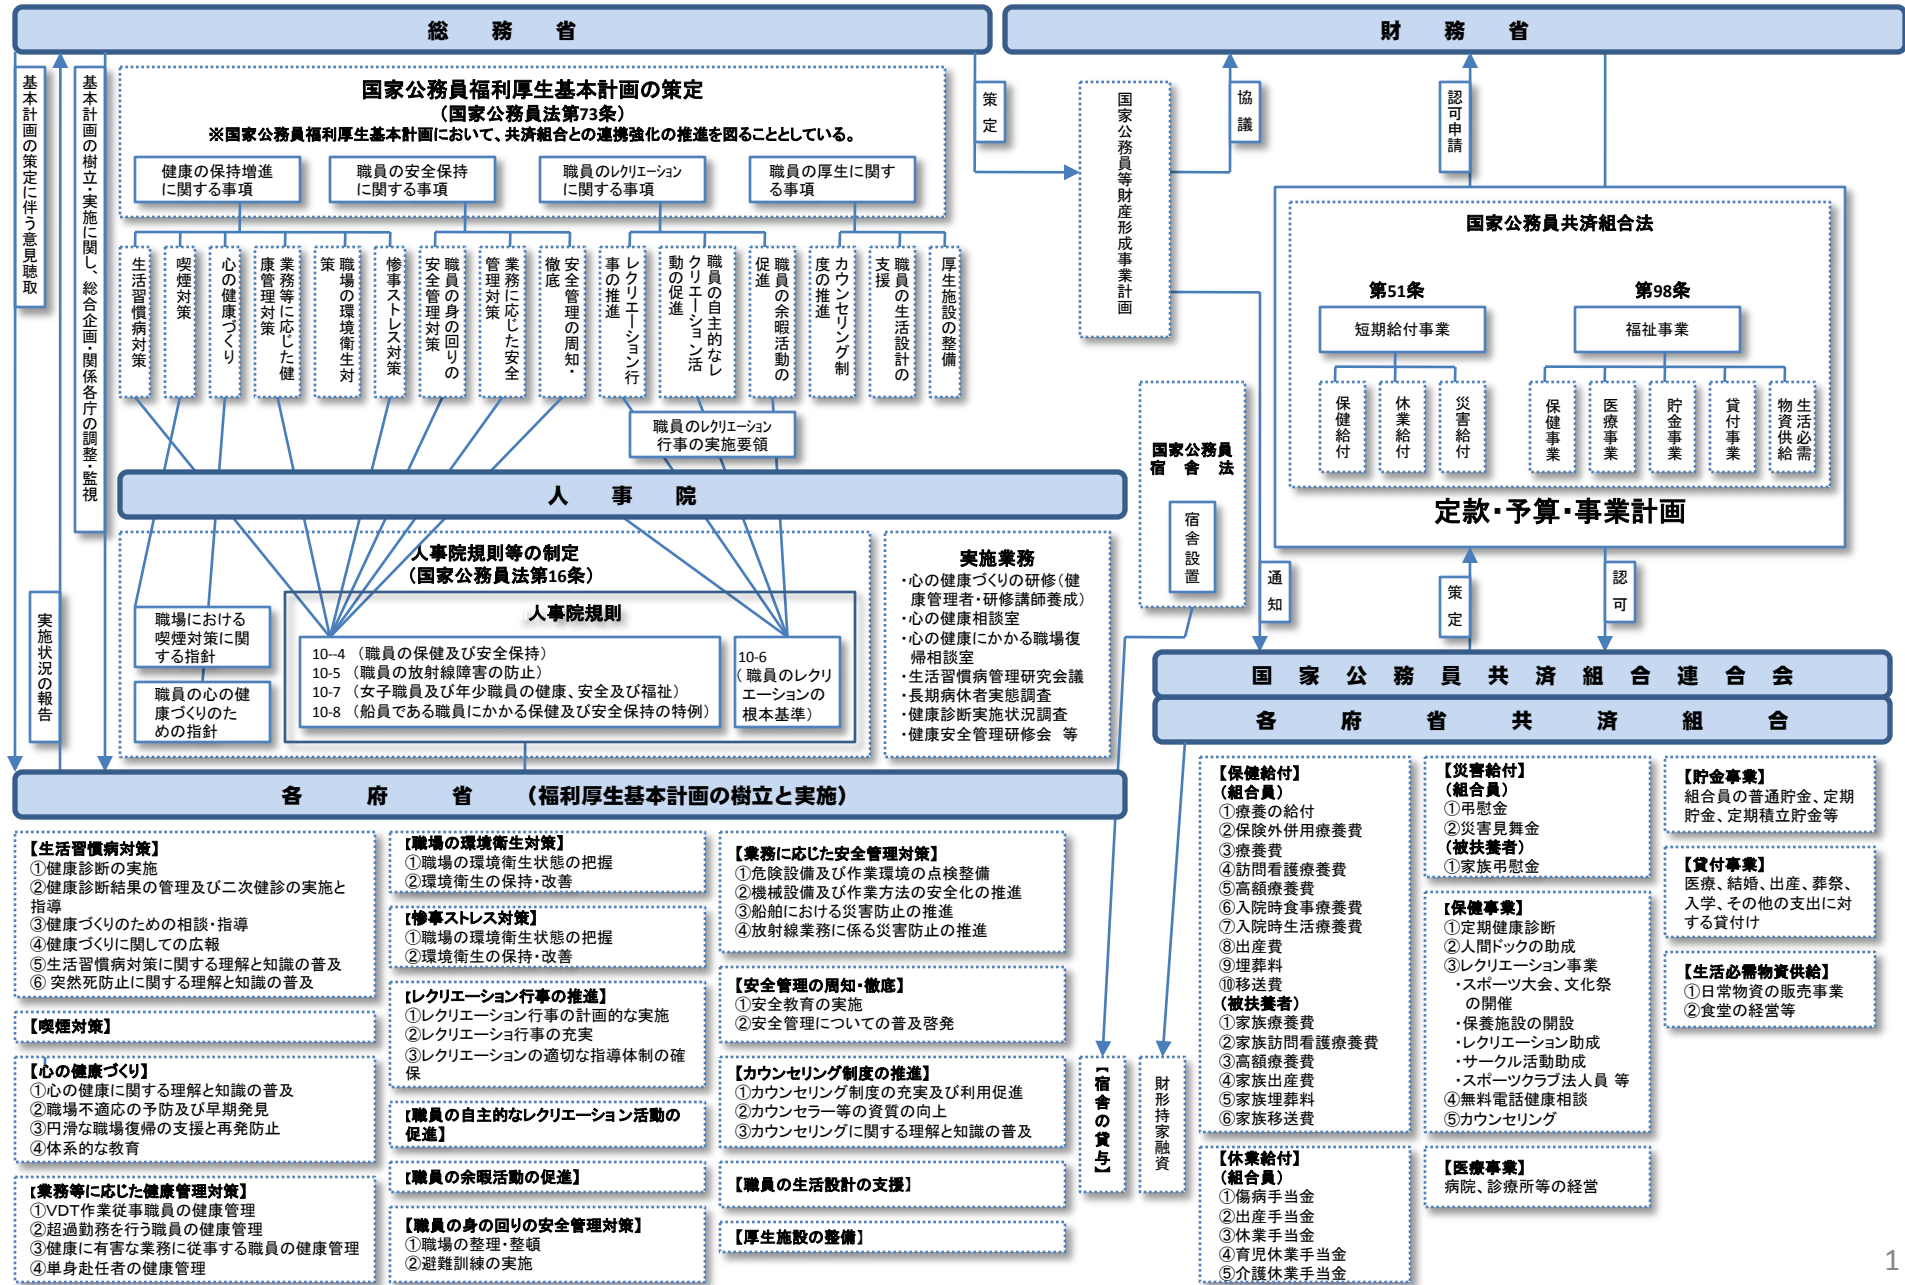 総務省
財務省
基本計画の策定に伴う意見聴取
基本計画の樹立・実施に関し、総合企画・関係各庁の調整・監視
実施状況の報告
国家公務員福利厚生基本計画の策定
(国家公務員法第73条)
※国家公務員福利厚生基本計画において、共済組合との連携強化の推進を図ることとしている。
健康の保持増進
に関する事項
職員の安全保持
に関する事項
職員のレクリエーション
に関する事項
職員の厚生に関す
る事項
生活習慣病対策
喫煙対策
心の健康づくり
業務等に応じた健
康管理対策
職場の環境衛生対
策
惨事ストレス対策
職員の身の回りの
安全管理対策
業務に応じた安全
管理対策
安全管理の周知・
徹底
レクリエーション行
事の推進
職員の自主的なレ
クリエーション活
動の促進
職員の余暇活動の
促進
カウンセリング制
度の推進
職員の生活設計の
支援
厚生施設の整備
職員のレクリエーション
行事の実施要領
策定
国家公務員等財産形成事業計画
協議
認可申請
国家公務員共済組合法
第51条
短期給付事業
保健給付
休業給付
災害給付
第98条
福祉事業
保健事業
医療事業
貯金事業
貸付事業
生活必需
物資供給
定款・予算・事業計画
国家公務員
宿舎法
宿舎設置
通知
策定
認可
人事院
人事院規則等の制定
(国家公務員法第16条)
職場における
喫煙対策に関
する指針
職員の心の健
康づくりのた
めの指針
人事院規則
10--4 (職員の保健及び安全保持)
10-5 (職員の放射線障害の防止)
10-7 (女子職員及び年少職員の健康、安全及び福祉)
10-8 (船員である職員にかかる保健及び安全保持の特例)
10-6
(職員のレクリ
エーションの
根本基準)
実施業務
・心の健康づくりの研修(健
康管理者・研修講師養成)
・心の健康相談室
・心の健康にかかる職場復
帰相談室
・生活習慣病管理研究会議
・長期病休者実態調査
・健康診断実施状況調査
・健康安全管理研修会 等
国家公務員共済組合連合会
各府省共済組合
各府省 (福利厚生基本計画の樹立と実施)
【生活習慣病対策】
①健康診断の実施
②健康診断結果の管理及び二次健診の実施と
指導
③健康づくりのための相談・指導
④健康づくりに関しての広報
⑤生活習慣病対策に関する理解と知識の普及
⑥ 突然死防止に関する理解と知識の普及
【喫煙対策】
【心の健康づくり】
①心の健康に関する理解と知識の普及
②職場不適応の予防及び早期発見
③円滑な職場復帰の支援と再発防止
④体系的な教育
【業務等に応じた健康管理対策】
①VDT作業従事職員の健康管理
②超過勤務を行う職員の健康管理
③健康に有害な業務に従事する職員の健康管理
④単身赴任者の健康管理
【職場の環境衛生対策】
①職場の環境衛生状態の把握
②環境衛生の保持・改善
【惨事ストレス対策】
①職場の環境衛生状態の把握
②環境衛生の保持・改善
【レクリエーション行事の推進】
①レクリエーション行事の計画的な実施
②レクリエーショ行事の充実
③レクリエーションの適切な指導体制の確
保
【職員の自主的なレクリエーション活動の
促進】
【職員の余暇活動の促進】
【職員の身の回りの安全管理対策】
①職場の整理・整頓
②避難訓練の実施
【業務に応じた安全管理対策】
①危険設備及び作業環境の点検整備
②機械設備及び作業方法の安全化の推進
③船舶における災害防止の推進
④放射線業務に係る災害防止の推進
【安全管理の周知・徹底】
①安全教育の実施
②安全管理についての普及啓発
【カウンセリング制度の推進】
①カウンセリング制度の充実及び利用促進
②カウンセラー等の資質の向上
③カウンセリングに関する理解と知識の普及
【職員の生活設計の支援】
【厚生施設の整備】
【宿舎の貸与】
財形持家融資
【保健給付】
(組合員)
①療養の給付
②保険外併用療養費
③療養費
④訪問看護療養費
⑤高額療養費
⑥入院時食事療養費
⑦入院時生活療養費
⑧出産費
⑨埋葬料
⑩移送費
(被扶養者)
①家族療養費
②家族訪問看護療養費
③高額療養費
④家族出産費
⑤家族埋葬料
⑥家族移送費
【休業給付】
(組合員)
①傷病手当金
②出産手当金
③休業手当金
④育児休業手当金
⑤介護休業手当金
【災害給付】
(組合員)
①弔慰金
②災害見舞金
(被扶養者)
①家族弔慰金
【保健事業】
①定期健康診断
②人間ドックの助成
③レクリエーション事業
・スポーツ大会、文化祭
の開催
・保養施設の開設
・レクリエーション助成
・サークル活動助成
・スポーツクラブ法人員 等
④無料電話健康相談
⑤カウンセリング
【医療事業】
病院、診療所等の経営
【貯金事業】
組合員の普通貯金、定期
貯金、定期積立貯金等
【貸付事業】
医療、結婚、出産、葬祭、
入学、その他の支出に対
する貸付け
【生活必需物資供給】
①日常物資の販売事業
②食堂の経営等
1